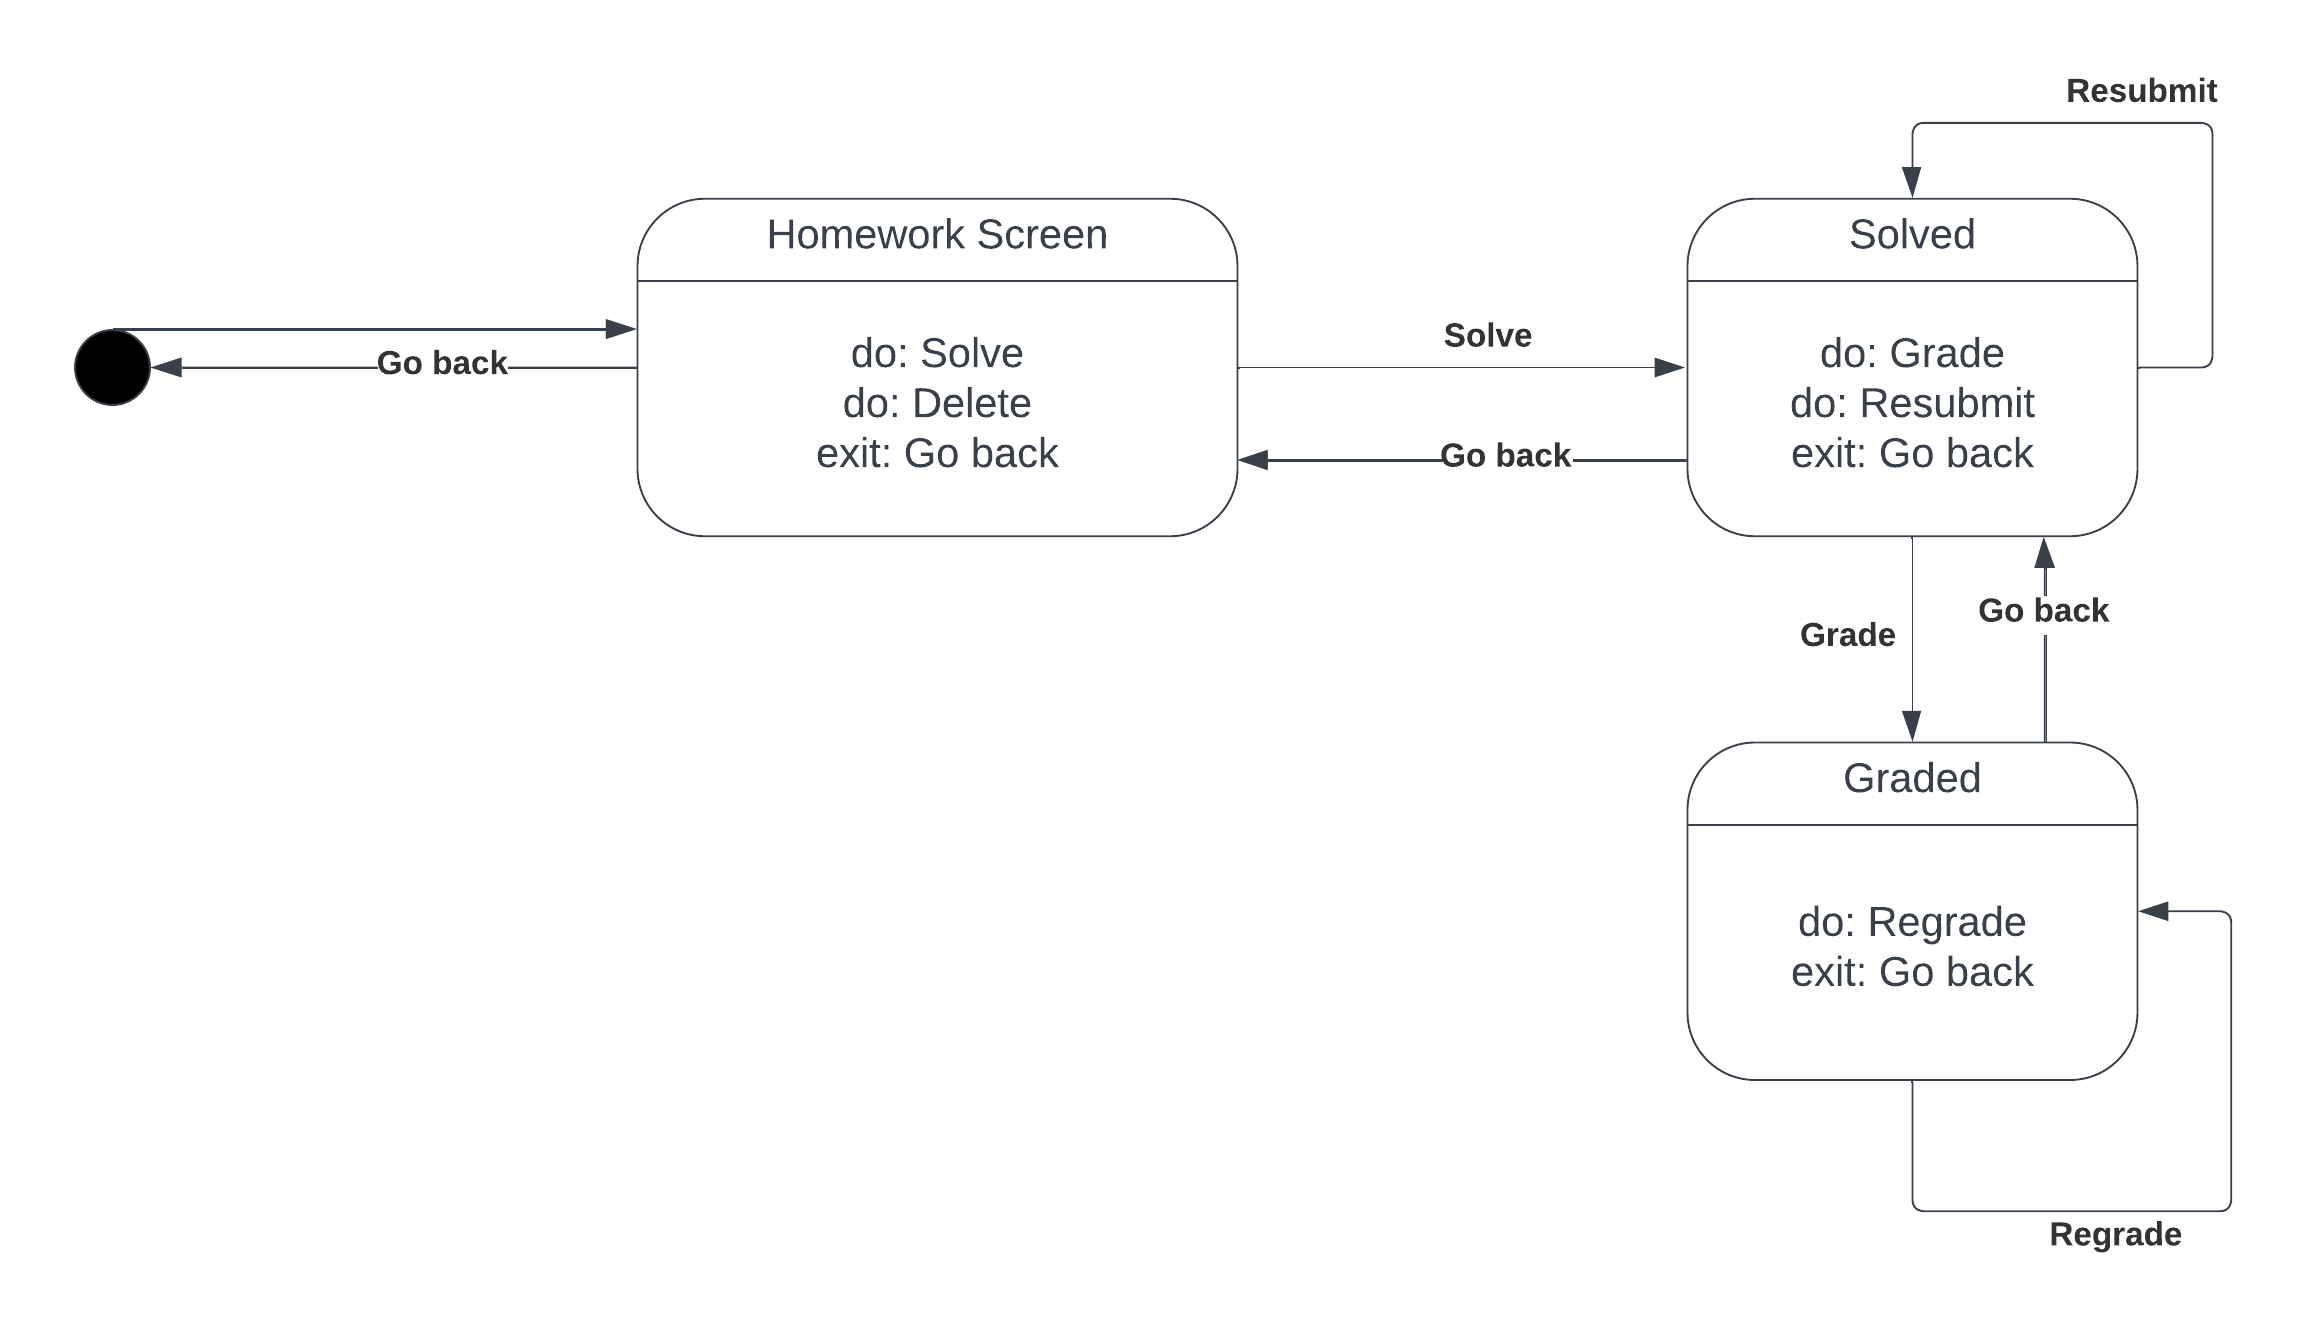 Resubmit
Homework Screen
do: Solve
do: Delete
exit: Go back
Solved
do: Grade
do: Resubmit
exit: Go back
Go back
Solve
Go back
Grade
Go back
Graded
do: Regrade
exit: Go back
Regrade